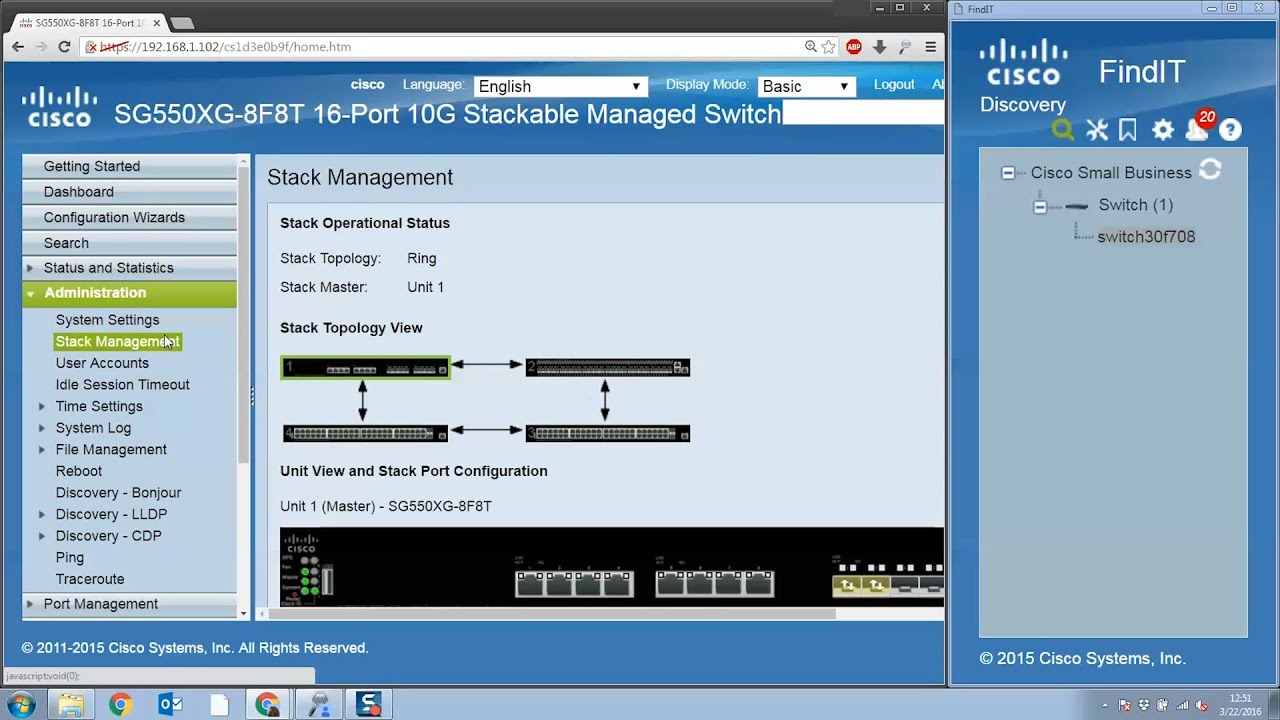 SG550XG-8F8T 16-Port 10G
https://192.168.1.102/cs1d3e0b9f/home.htm
ABP
cisco Language: English Display Mode: Basic Logout
CISCO
SG550XG-8F8T 16-Port 10G Stackable Managed Switch
Getting Started
Dashboard
Configuration Wizards
Search
Status and Statistics
Administration
System Settings
Stack Management
User Accounts
Idle Session Timeout
Time Settings
System Log
File Management
Reboot
Discovery - Bonjour
Discovery - LLDP
Discovery - CDP
Ping
Traceroute
Port Management
Stack Management
Stack Operational Status
Stack Topology: Ring
Stack Master: Unit 1
Stack Topology View
1
2
4
3
Unit View and Stack Port Configuration
Unit 1 (Master) - SG550XG-8F8T
CISCO
© 2011-2015 Cisco Systems, Inc. All Rights Reserved.
javascript:void(0);
FindIT
CISCO FindIT
Discovery
20
Cisco Small Business
Switch (1)
switch30f708
© 2015 Cisco Systems, Inc.
12:51
3/22/2016